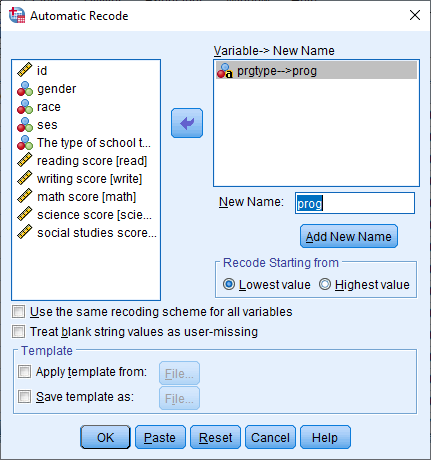 Automatic Recode
Variable-> New Name
id
gender
race
ses
The type of school t...
reading score [read]
writing score [write]
math score [math]
science score [scie...
social studies score...
a prgtype-->prog
New Name: prog
Add New Name
Recode Starting from
Lowest value Highest value
Use the same recoding scheme for all variables
Treat blank string values as user-missing
Template
Apply template from: File...
Save template as: File...
OK Paste Reset Cancel Help